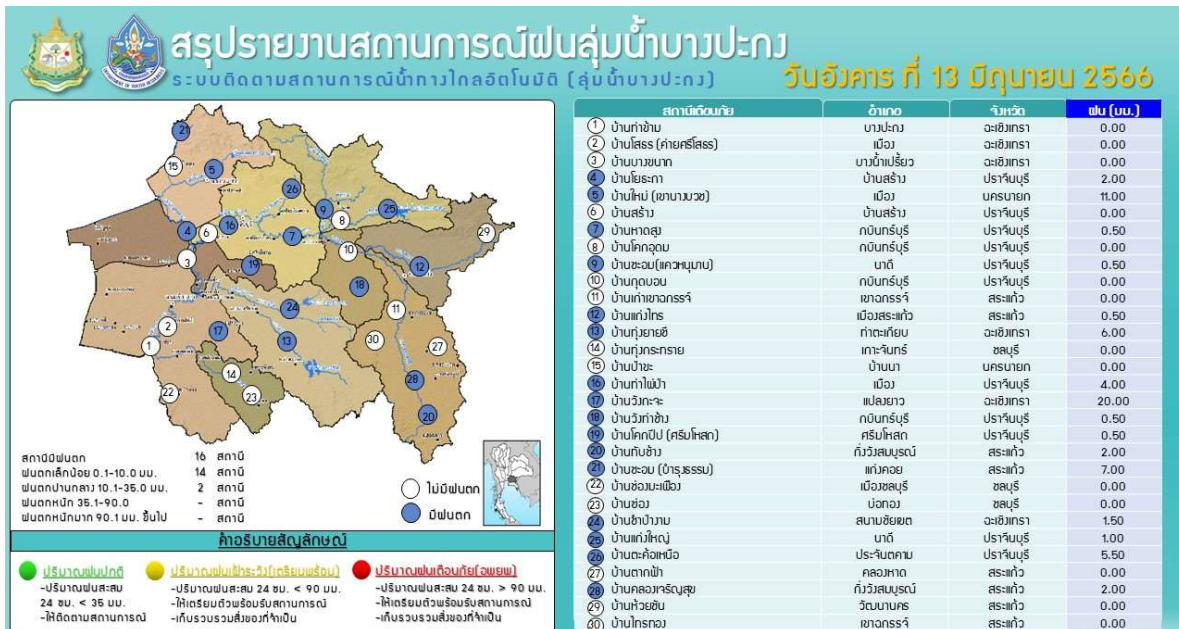 สรุปรายงานสถานการณ์ฝนลุ่มน้ำบางปะกง
ระบบติดตามสถานการณ์น้ำทางไกลอัตโนมัติ (ลุ่มน้ำบางปะกง)
วันอังคาร ที่ 13 มิถุนายน 2566
สถานีมีฝนตก 16 สถานี
ฝนตกเล็กน้อย 0.1-10.0 มม. 14 สถานี
ฝนตกปานกลาง 10.1-35.0 มม. 2 สถานี
ฝนตกหนัก 35.1-90.0 - สถานี
ฝนตกหนักมาก 90.1 มม. ขึ้นไป - สถานี
ไม่มีฝนตก
มีฝนตก
คำอธิบายสัญลักษณ์
ปริมาณฝนปกติ
-ปริมาณฝนสะสม
24 ชม. < 35 มม.
-ให้ติดตามสถานการณ์
ปริมาณฝนเฝ้าระวัง(เตรียมพร้อม)
-ปริมาณฝนสะสม 24 ชม. < 90 มม.
-ให้เตรียมตัวพร้อมรับสถานการณ์
-เก็บรวบรวมสิ่งของที่จำเป็น
ปริมาณฝนเตือนภัย(อพยพ)
-ปริมาณฝนสะสม 24 ชม. > 90 มม.
-ให้เตรียมตัวพร้อมรับสถานการณ์
-เก็บรวบรวมสิ่งของที่จำเป็น
สถานีเตือนภัย อำเภอ จังหวัด ฝน (มม.)
1 บ้านท่าข้าม บางปะกง ฉะเชิงเทรา 0.00
2 บ้านโสธร (ค่ายศรีโสธร) เมือง ฉะเชิงเทรา 0.00
3 บ้านบางขนาก บางน้ำเปรี้ยว ฉะเชิงเทรา 0.00
4 บ้านโยธะกา บ้านสร้าง ปราจีนบุรี 2.00
5 บ้านใหม่ (เขานางบวช) เมือง นครนายก 11.00
6 บ้านสร้าง บ้านสร้าง ปราจีนบุรี 0.00
7 บ้านหาดสูง กบินทร์บุรี ปราจีนบุรี 0.50
8 บ้านโคกอุดม กบินทร์บุรี ปราจีนบุรี 0.00
9 บ้านชะอม(แควหนุมาน) นาดี ปราจีนบุรี 0.50
10 บ้านกุดบอน กบินทร์บุรี ปราจีนบุรี 0.00
11 บ้านเก่าเขาฉกรรจ์ เขาฉกรรจ์ สระแก้ว 0.00
12 บ้านแก่งไทร เมืองสระแก้ว สระแก้ว 0.50
13 บ้านทุ่งยายชี ท่าตะเกียบ ฉะเชิงเทรา 6.00
14 บ้านทุ่งกระทราย เกาะจันทร์ ชลบุรี 0.00
15 บ้านป่าขะ บ้านนา นครนายก 0.00
16 บ้านท่าไผ่ป่า เมือง ปราจีนบุรี 4.00
17 บ้านวังกะจะ แปลงยาว ฉะเชิงเทรา 20.00
18 บ้านวังท่าช้าง กบินทร์บุรี ปราจีนบุรี 0.50
19 บ้านโคกปีป (ศรีมโหสถ) ศรีมโหสถ ปราจีนบุรี 0.50
20 บ้านทับช้าง กิ่งวังสมบูรณ์ สระแก้ว 2.00
21 บ้านชะอม (บำรุงธรรม) แก่งคอย สระแก้ว 7.00
22 บ้านช่องมะเฟือง เมืองชลบุรี ชลบุรี 0.00
23 บ้านช่อง บ่อทอง ชลบุรี 0.00
24 บ้านชำป่างาม สนามชัยเขต ฉะเชิงเทรา 1.50
25 บ้านแก่งใหญ่ นาดี ปราจีนบุรี 1.00
26 บ้านตะคร้อเหนือ ประจันตคาม ปราจีนบุรี 5.50
27 บ้านตาคฟ้า คลองหาด สระแก้ว 0.00
28 บ้านคลองเจริญสุข กิ่งวังสมบูรณ์ สระแก้ว 2.00
29 บ้านห้วยชัน วัฒนานคร สระแก้ว 0.00
30 บ้านไทรทอง เขาฉกรรจ์ สระแก้ว 0.00